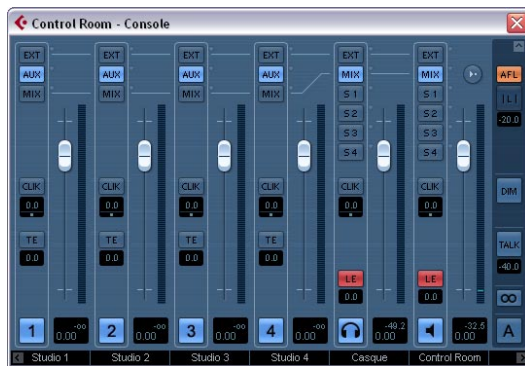 Control Room - Console
EXT EXT EXT EXT EXT EXT
AUX AUX AUX AUX MIX MIX AFL
MIX MIX MIX MIX S 1 S 1 | L |
S 2 S 2 -20.0
S 3 S 3
S 4 S 4
CLIK CLIK CLIK CLIK CLIK CLIK DIM
0.0 0.0 0.0 0.0 0.0 0.0
TE TE TE TE TALK
0.0 0.0 0.0 0.0 -40.0
LE LE
0.0 0.0 ∞
1 -oo 2 -oo 3 -oo 4 -oo -49.2 -32.5 A
0.00 0.00 0.00 0.00 0.00 0.00
Studio 1 Studio 2 Studio 3 Studio 4 Casque Control Room